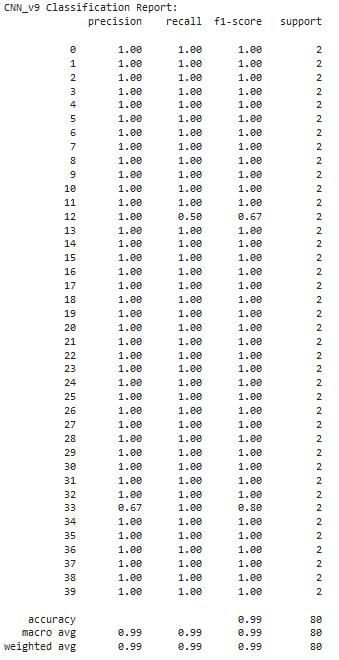 CNN_v9 Classification Report:
precision recall f1-score support
0 1.00 1.00 1.00 2
1 1.00 1.00 1.00 2
2 1.00 1.00 1.00 2
3 1.00 1.00 1.00 2
4 1.00 1.00 1.00 2
5 1.00 1.00 1.00 2
6 1.00 1.00 1.00 2
7 1.00 1.00 1.00 2
8 1.00 1.00 1.00 2
9 1.00 1.00 1.00 2
10 1.00 1.00 1.00 2
11 1.00 1.00 1.00 2
12 1.00 0.50 0.67 2
13 1.00 1.00 1.00 2
14 1.00 1.00 1.00 2
15 1.00 1.00 1.00 2
16 1.00 1.00 1.00 2
17 1.00 1.00 1.00 2
18 1.00 1.00 1.00 2
19 1.00 1.00 1.00 2
20 1.00 1.00 1.00 2
21 1.00 1.00 1.00 2
22 1.00 1.00 1.00 2
23 1.00 1.00 1.00 2
24 1.00 1.00 1.00 2
25 1.00 1.00 1.00 2
26 1.00 1.00 1.00 2
27 1.00 1.00 1.00 2
28 1.00 1.00 1.00 2
29 1.00 1.00 1.00 2
30 1.00 1.00 1.00 2
31 1.00 1.00 1.00 2
32 1.00 1.00 1.00 2
33 0.67 1.00 0.80 2
34 1.00 1.00 1.00 2
35 1.00 1.00 1.00 2
36 1.00 1.00 1.00 2
37 1.00 1.00 1.00 2
38 1.00 1.00 1.00 2
39 1.00 1.00 1.00 2
accuracy 0.99 80
macro avg 0.99 0.99 0.99 80
weighted avg 0.99 0.99 0.99 80